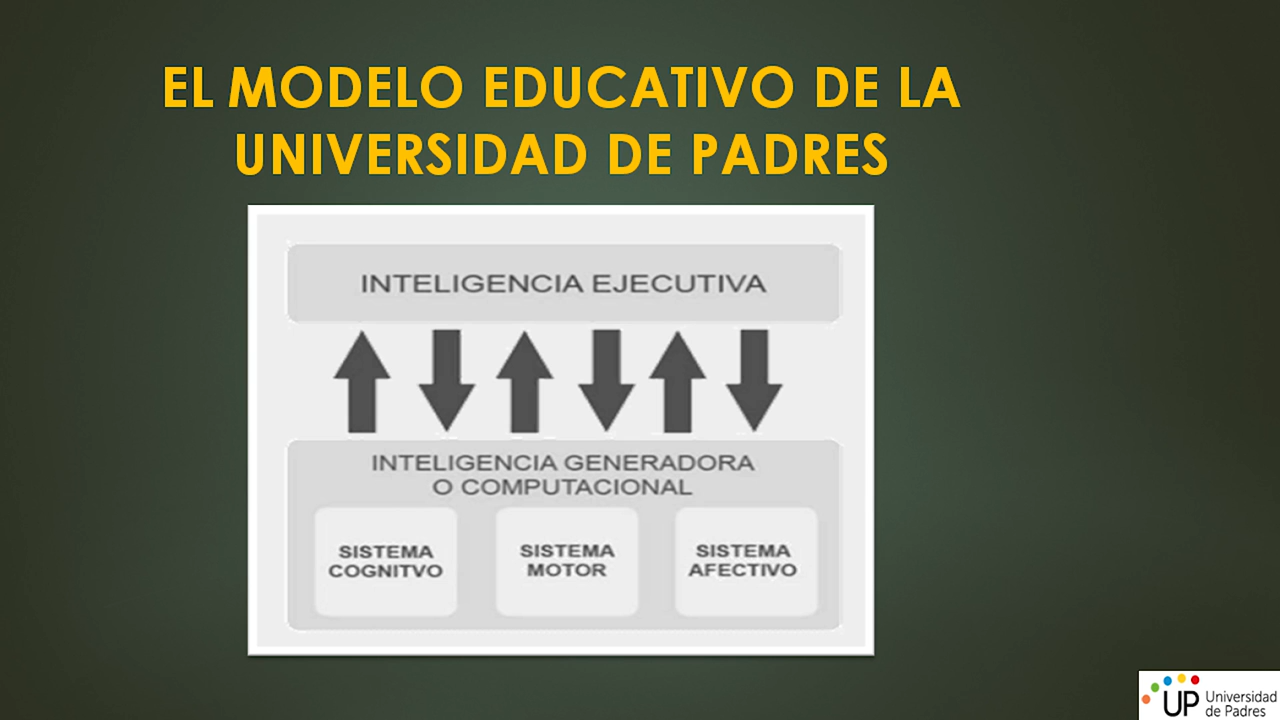 EL MODELO EDUCATIVO DE LA
UNIVERSIDAD DE PADRES
INTELIGENCIA EJECUTIVA
INTELIGENCIA GENERADORA
O COMPUTACIONAL
SISTEMA
COGNITVO
SISTEMA
MOTOR
SISTEMA
AFECTIVO
UP Universidad
de Padres